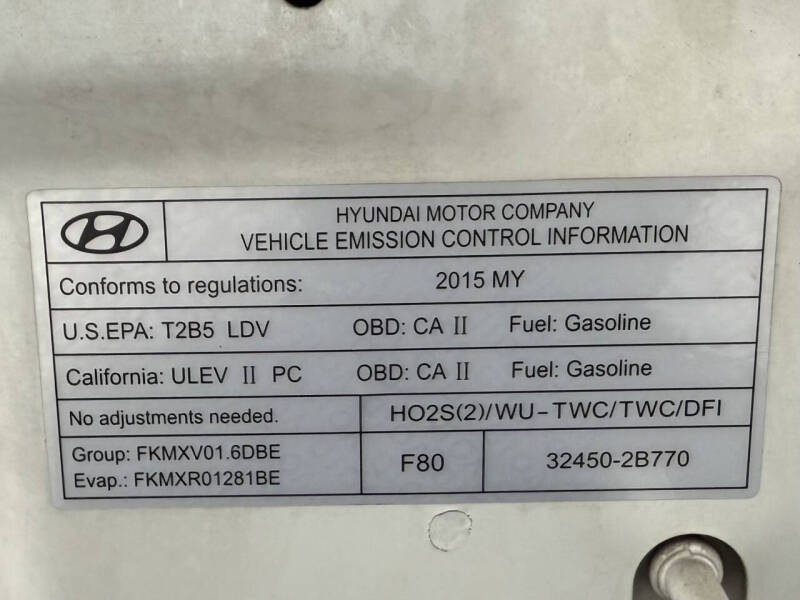 HYUNDAI MOTOR COMPANY
VEHICLE EMISSION CONTROL INFORMATION
Conforms to regulations: 2015 MY
U.S.EPA: T2B5 LDV OBD: CA II Fuel: Gasoline
California: ULEV II PC OBD: CA II Fuel: Gasoline
No adjustments needed. HO2S(2)/WU-TWC/TWC/DFI
Group: FKMXV01.6DBE
Evap.: FKMXR01281BE
F80 32450-2B770